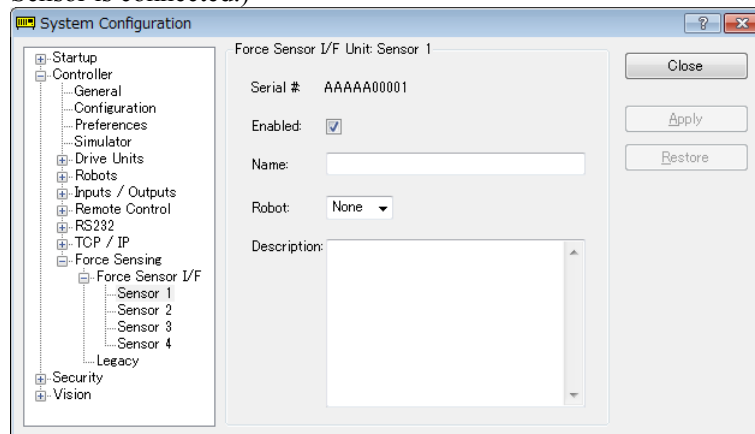 Sensor is connected.)
System Configuration
Startup
Controller
General
Configuration
Preferences
Simulator
Drive Units
Robots
Inputs / Outputs
Remote Control
RS232
TCP / IP
Force Sensing
Force Sensor I/F
Sensor 1
Sensor 2
Sensor 3
Sensor 4
Legacy
Security
Vision
Force Sensor I/F Unit: Sensor 1
Serial # AAAAA00001
Enabled:
Name:
Robot: None
Description:
Close
Apply
Restore